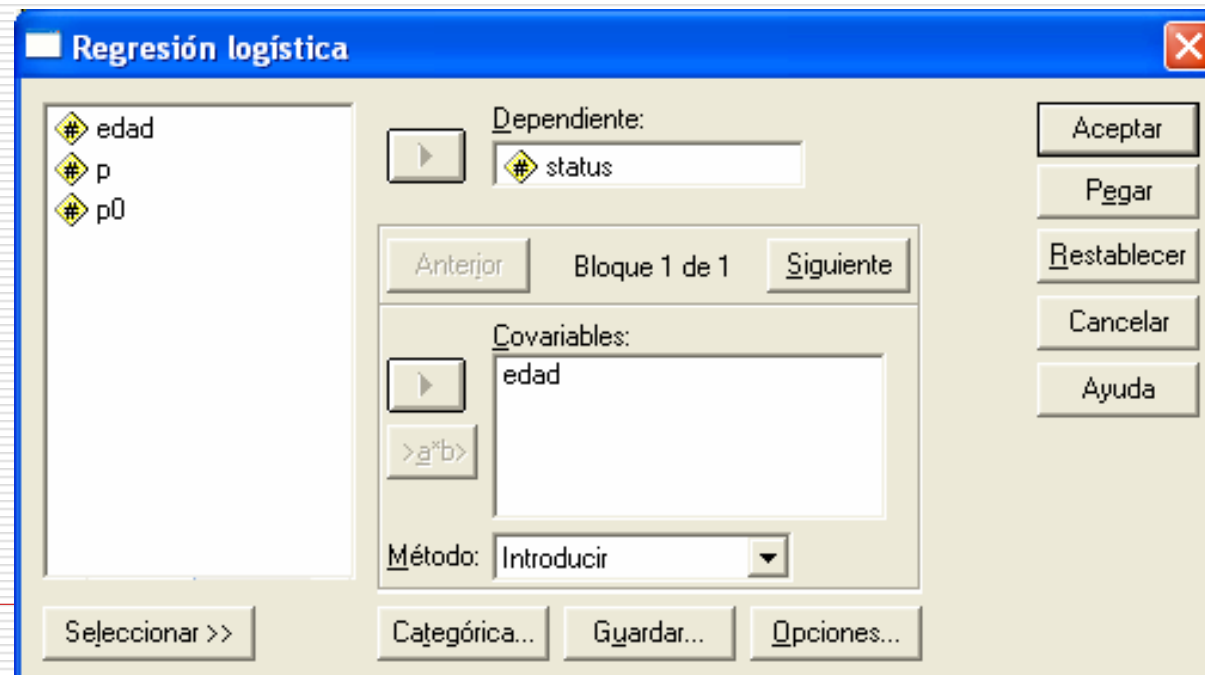 Regresión logística
edad
p
p0
Dependiente:
status
Anterior
Bloque 1 de 1
Siguiente
Covariables:
edad
>a*b>
Método:
Introducir
Seleccionar >>
Categórica...
Guardar...
Opciones...
Aceptar
Pegar
Restablecer
Cancelar
Ayuda